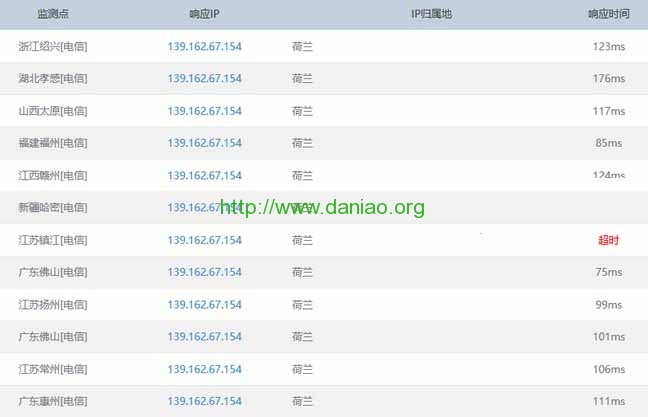 监测点 响应IP IP归属地 响应时间
浙江绍兴[电信] 139.162.67.154 荷兰 123ms
湖北孝感[电信] 139.162.67.154 荷兰 176ms
山西太原[电信] 139.162.67.154 荷兰 117ms
福建福州[电信] 139.162.67.154 荷兰 85ms
江西赣州[电信] 139.162.67.154 荷兰 124ms
新疆哈密[电信] 139.162.67.154 荷兰
http://www.daniao.org
江苏镇江[电信] 139.162.67.154 荷兰 超时
广东佛山[电信] 139.162.67.154 荷兰 75ms
江苏扬州[电信] 139.162.67.154 荷兰 99ms
广东佛山[电信] 139.162.67.154 荷兰 101ms
江苏常州[电信] 139.162.67.154 荷兰 106ms
广东惠州[电信] 139.162.67.154 荷兰 111ms